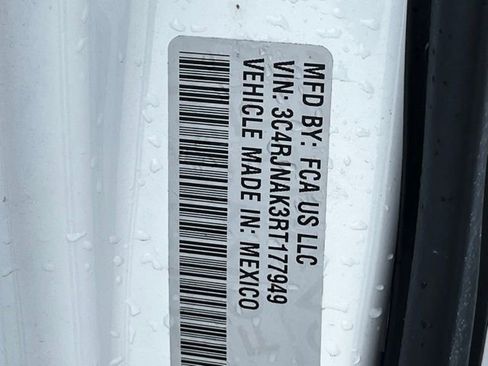 MFD BY: FCA US LLC
VIN: 3C4RJNAK3RT177949
VEHICLE MADE IN: MEXICO